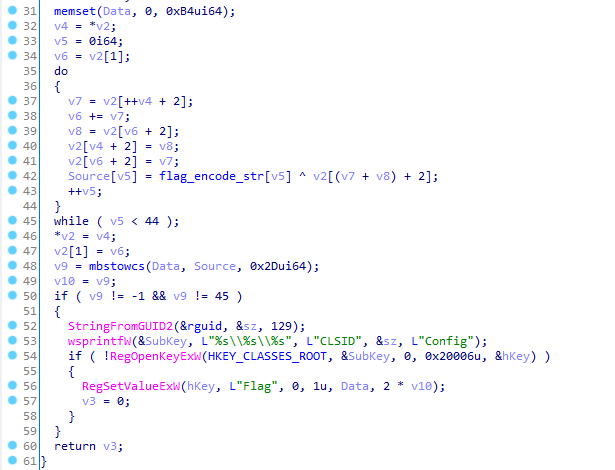 31 memset(Data, 0, 0xB4ui64);
32 v4 = *v2;
33 v5 = 0i64;
34 v6 = v2[1];
35 do
36 {
37 v7 = v2[++v4 + 2];
38 v6 += v7;
39 v8 = v2[v6 + 2];
40 v2[v4 + 2] = v8;
41 v2[v6 + 2] = v7;
42 Source[v5] = flag_encode_str[v5] ^ v2[(v7 + v8) + 2];
43 ++v5;
44 }
45 while ( v5 < 44 );
46 *v2 = v4;
47 v2[1] = v6;
48 v9 = mbstowcs(Data, Source, 0x2Dui64);
49 v10 = v9;
50 if ( v9 != -1 && v9 != 45 )
51 {
52 StringFromGUID2(&rguid, &sz, 129);
53 wsprintfW(&SubKey, L"%s\\%s\\%s", L"CLSID", &sz, L"Config");
54 if ( !RegOpenKeyExW(HKEY_CLASSES_ROOT, &SubKey, 0, 0x20006u, &hKey) )
55 {
56 RegSetValueExW(hKey, L"Flag", 0, 1u, Data, 2 * v10);
57 v3 = 0;
58 }
59 }
60 return v3;
61 }